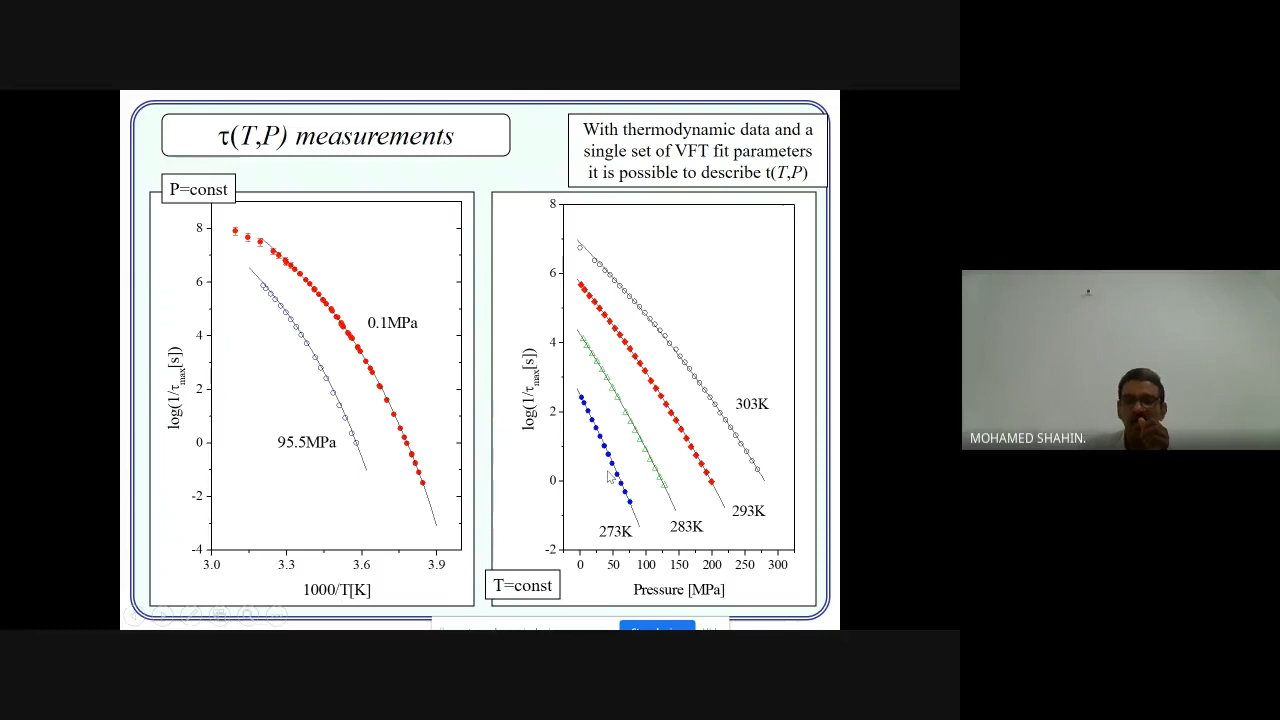 τ(T,P) measurements
With thermodynamic data and a
single set of VFT fit parameters
it is possible to describe t(T,P)
P=const
8
6
4
2
0
-2
-4
3.0 3.3 3.6 3.9
log(1/τmax[s])
1000/T[K]
0.1MPa
95.5MPa
8
6
4
2
0
-2
0 50 100 150 200 250 300
log(1/τmax[s])
Pressure [MPa]
303K
293K
283K
273K
T=const
MOHAMED SHAHIN.